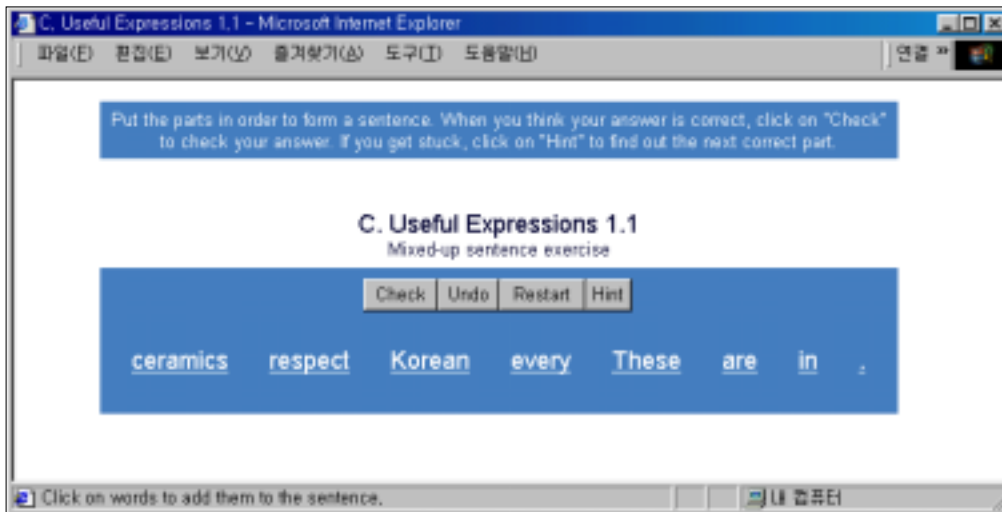 C. Useful Expressions 1.1 - Microsoft Internet Explorer
파일(F) 편집(E) 보기(V) 즐겨찾기(A) 도구(T) 도움말(H) 연결 »
Put the parts in order to form a sentence. When you think your answer is correct, click on "Check"
to check your answer. If you get stuck, click on "Hint" to find out the next correct part.
C. Useful Expressions 1.1
Mixed-up sentence exercise
Check Undo Restart Hint
ceramics respect Korean every These are in .
Click on words to add them to the sentence. 내 컴퓨터